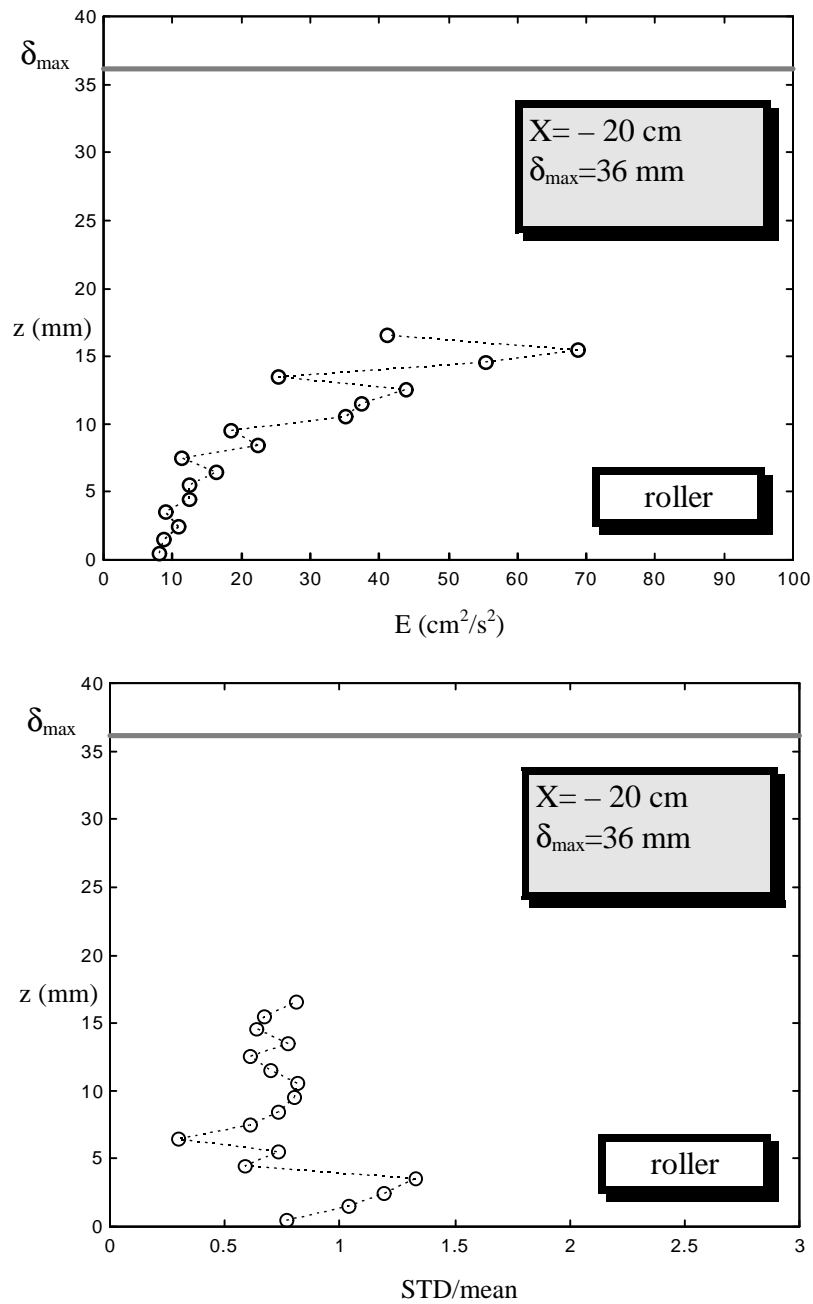 40
δmax
35
X= – 20 cm
δmax=36 mm
30
25
20
z (mm)
15
10
5
roller
0
0 10 20 30 40 50 60 70 80 90 100
E (cm²/s²)
40
δmax
35
X= – 20 cm
δmax=36 mm
30
25
20
z (mm)
15
10
5
roller
0
0 0.5 1 1.5 2 2.5 3
STD/mean